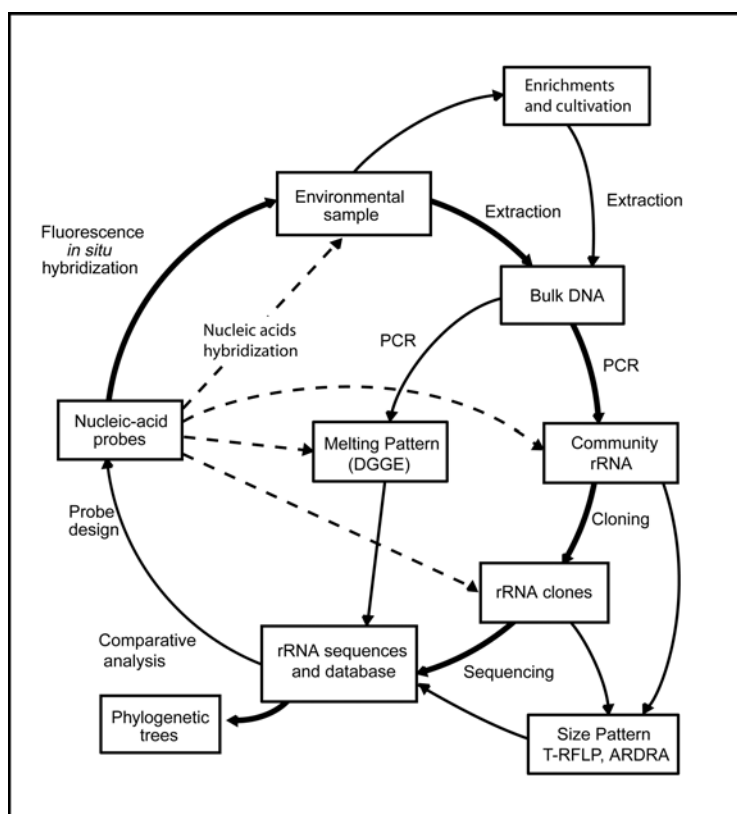 Enrichments
and cultivation
Environmental
sample
Extraction
Extraction
Fluorescence
in situ
hybridization
Bulk DNA
Nucleic acids
hybridization
PCR
PCR
Nucleic-acid
probes
Melting Pattern
(DGGE)
Community
rRNA
Probe
design
Cloning
rRNA clones
Comparative
analysis
rRNA sequences
and database
Sequencing
Phylogenetic
trees
Size Pattern
T-RFLP, ARDRA